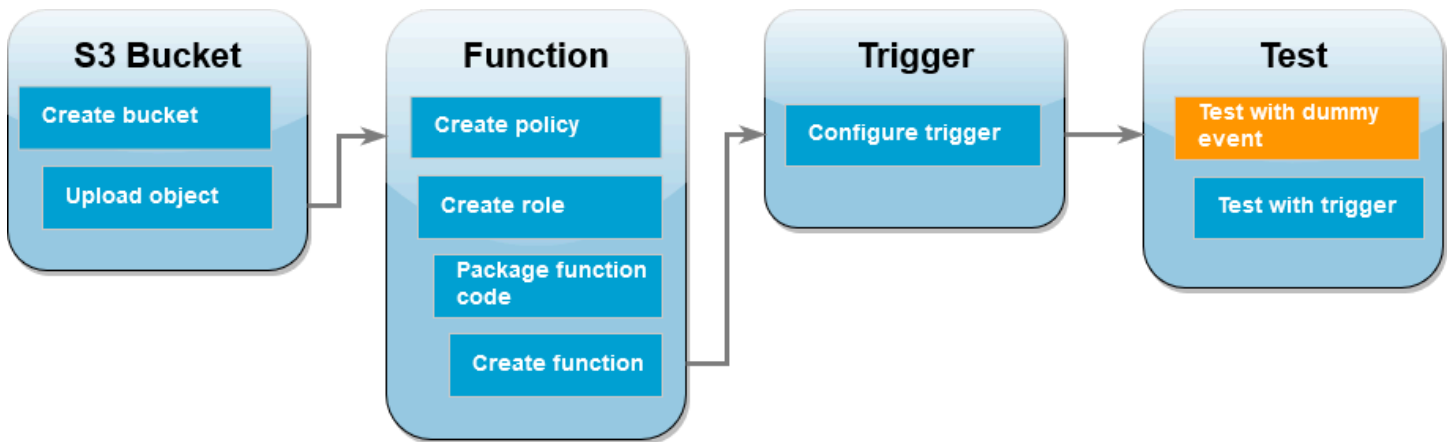 S3 Bucket
Create bucket
Upload object
Function
Create policy
Create role
Package function
code
Create function
Trigger
Configure trigger
Test
Test with dummy
event
Test with trigger